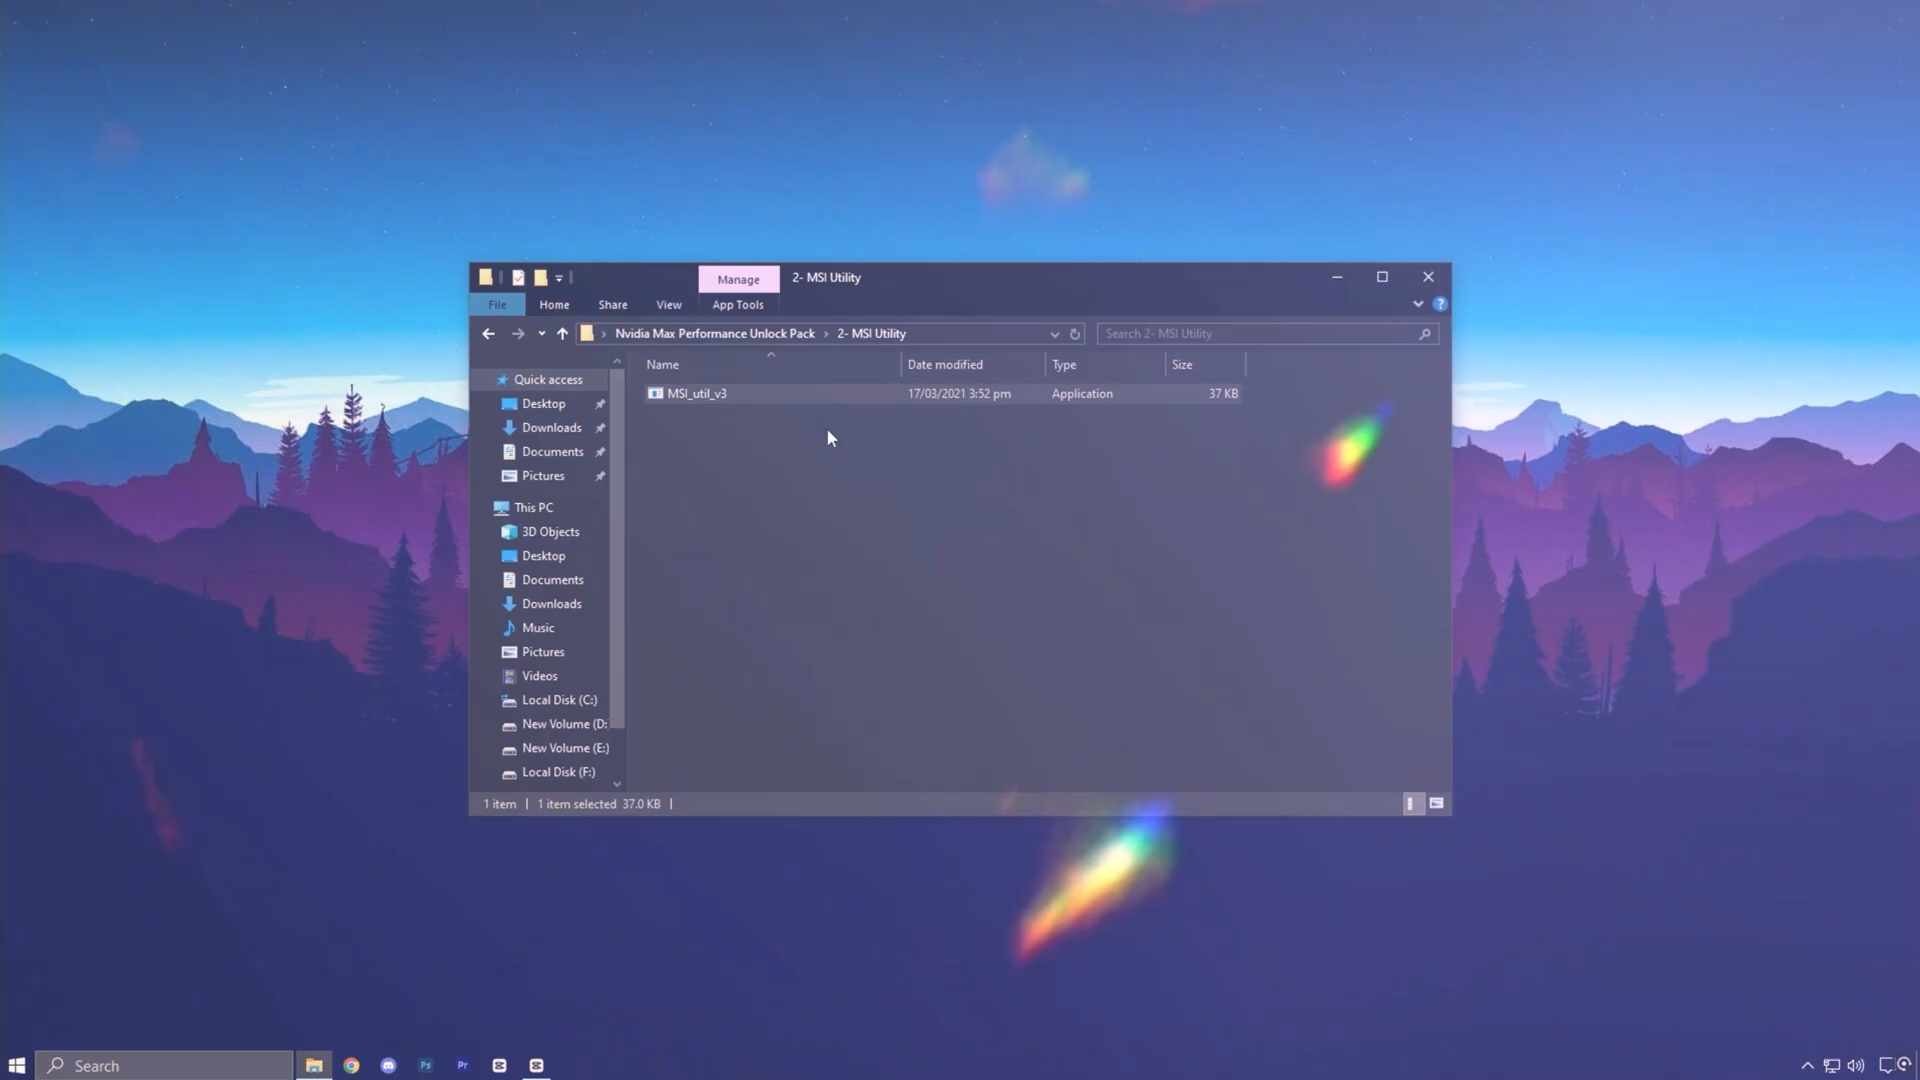 Manage
2- MSI Utility
File
Home
Share
View
App Tools
?
Nvidia Max Performance Unlock Pack
2- MSI Utility
Search 2- MSI Utility
Name
Date modified
Type
Size
MSI_util_v3
17/03/2021 3:52 pm
Application
37 KB
Quick access
Desktop
Downloads
Documents
Pictures
This PC
3D Objects
Desktop
Documents
Downloads
Music
Pictures
Videos
Local Disk (C:)
New Volume (D:
New Volume (E:)
Local Disk (F:)
1 item
1 item selected 37.0 KB
Search
Ps
Pr